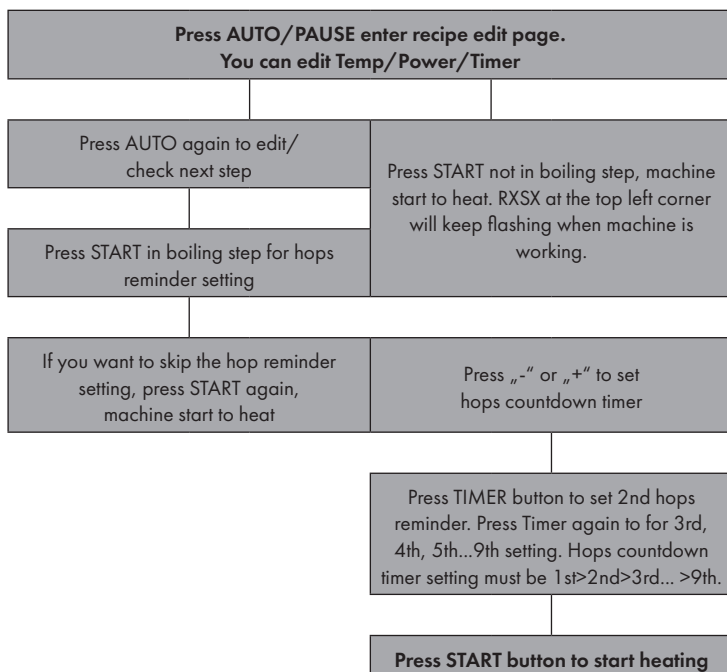 Press AUTO/PAUSE enter recipe edit page.
You can edit Temp/Power/Timer
Press AUTO again to edit/
check next step
Press START not in boiling step, machine
start to heat. RXSX at the top left corner
will keep flashing when machine is
working.
Press START in boiling step for hops
reminder setting
If you want to skip the hop reminder
setting, press START again,
machine start to heat
Press „-“ or „+“ to set
hops countdown timer
Press TIMER button to set 2nd hops
reminder. Press Timer again to for 3rd,
4th, 5th...9th setting. Hops countdown
timer setting must be 1st>2nd>3rd... >9th.
Press START button to start heating